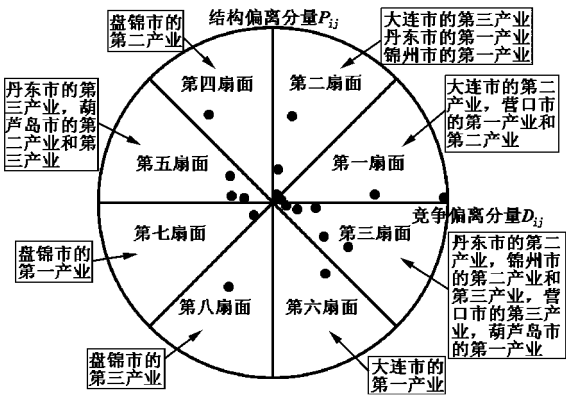 结构偏离分量Pij
盘锦市的
第二产业
大连市的第三产业
丹东市的第一产业
锦州市的第一产业
第四扇面
第二扇面
丹东市的第
三产业，葫
芦岛市的第
二产业和第
三产业
大连市的第二
产业，营口市
的第一产业和
第二产业
第五扇面
第一扇面
竞争偏离分量Dij
第七扇面
第三扇面
盘锦市的
第一产业
丹东市的第二
产业，锦州市
的第二产业和
第三产业，营
口市的第三产
业，葫芦岛市
的第一产业
第八扇面
第六扇面
盘锦市的
第三产业
大连市的
第一产业